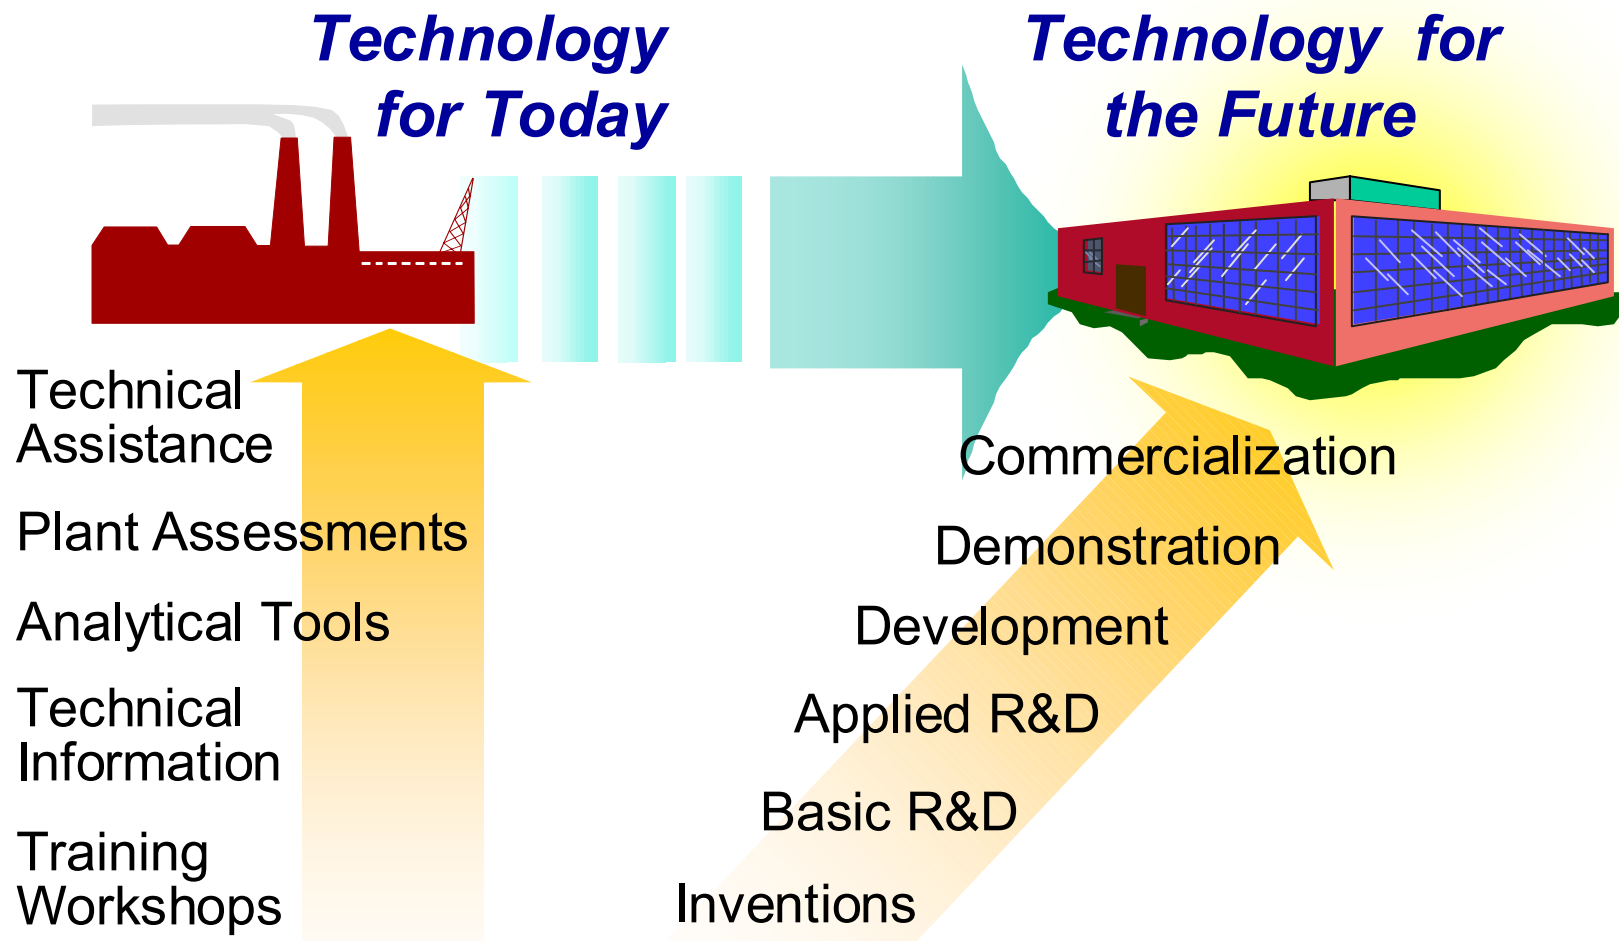 Technology
for Today
Technology for
the Future
Technical
Assistance
Plant Assessments
Analytical Tools
Technical
Information
Training
Workshops
Commercialization
Demonstration
Development
Applied R&D
Basic R&D
Inventions